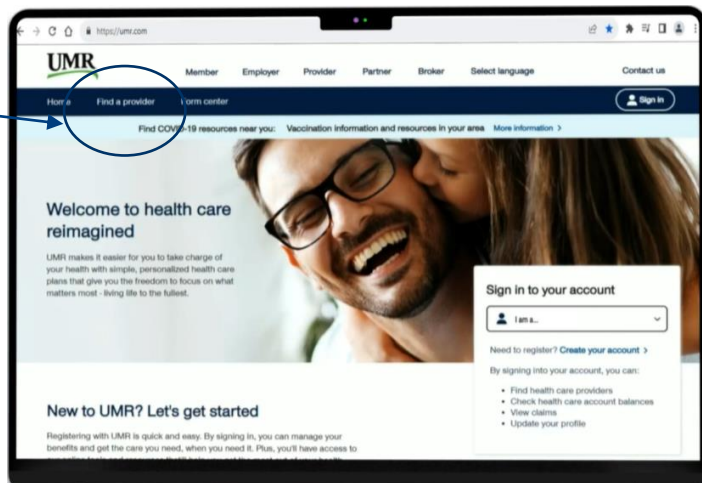 https://umr.com
UMR
Member Employer Provider Partner Broker Select language Contact us
Home Find a provider Form center Sign in
Find COVID-19 resources near you: Vaccination information and resources in your area More information >
Welcome to health care
reimagined
UMR makes it easier for you to take charge of
your health with simple, personalized health care
plans that give you the freedom to focus on what
matters most - living life to the fullest.
Sign in to your account
I am a...
Need to register? Create your account >
By signing into your account, you can:
• Find health care providers
• Check health care account balances
• View claims
• Update your profile
New to UMR? Let's get started
Registering with UMR is quick and easy. By signing in, you can manage your
benefits and get the care you need, when you need it. Plus, you'll have access to